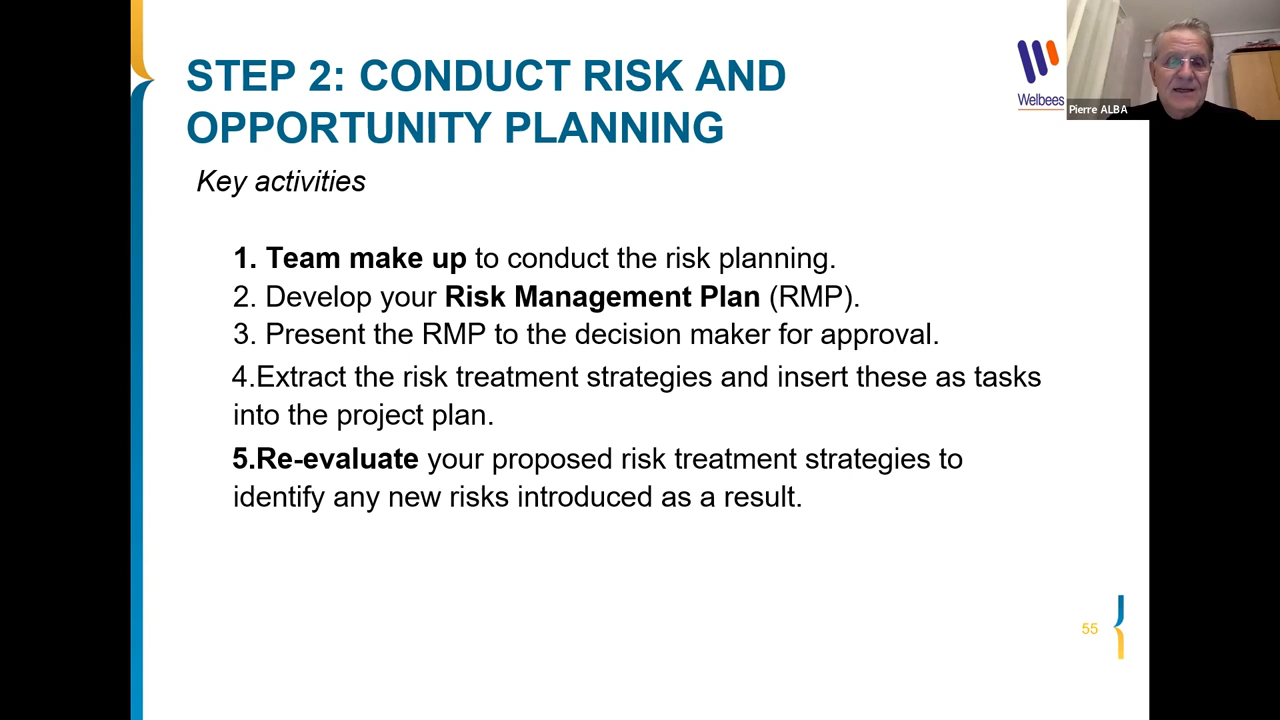 STEP 2: CONDUCT RISK AND
OPPORTUNITY PLANNING
Welbees
Pierre ALBA
Key activities
1. Team make up to conduct the risk planning.
2. Develop your Risk Management Plan (RMP).
3. Present the RMP to the decision maker for approval.
4.Extract the risk treatment strategies and insert these as tasks
into the project plan.
5.Re-evaluate your proposed risk treatment strategies to
identify any new risks introduced as a result.
55